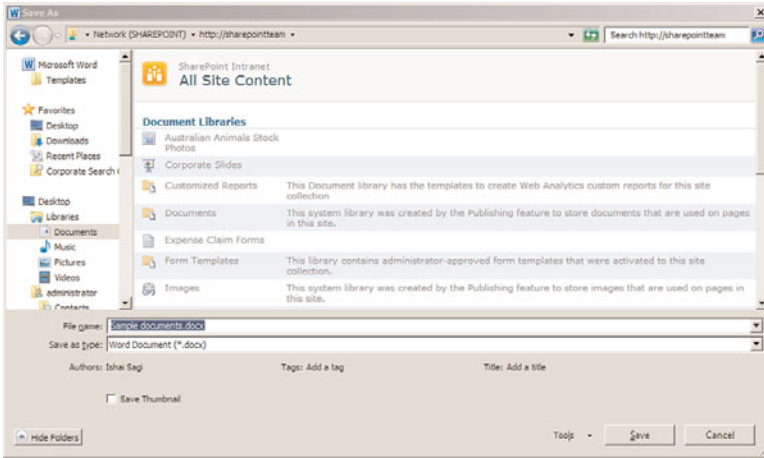 Save As
Network (SHAREPOINT) • http://sharepointteam •
Search http://sharepointteam
Microsoft Word
Templates
Favorites
Desktop
Downloads
Recent Places
Corporate Search
Desktop
Libraries
Documents
Music
Pictures
Videos
administrator
Contacts
SharePoint Intranet
All Site Content
Document Libraries
Australian Animals Stock
Photos
Corporate Slides
Customized Reports
This Document library has the templates to create Web Analytics custom reports for this site
collection
Documents
This system library was created by the Publishing feature to store documents that are used on pages
in this site.
Expense Claim Forms
Form Templates
This library contains administrator-approved form templates that were activated to this site
collection.
Images
This system library was created by the Publishing feature to store images that are used on pages in
this site.
File name: Sample documents.docx
Save as type: Word Document (*.docx)
Authors: Ishai Sagi
Tags: Add a tag
Title: Add a title
Save Thumbnail
Hide Folders
Tools
Save
Cancel